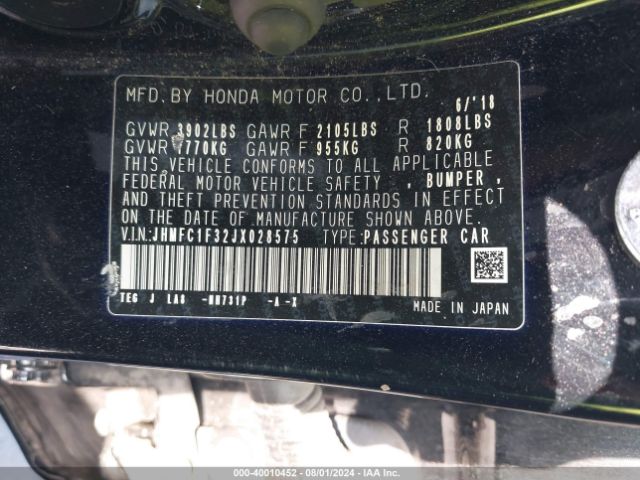 MFD. BY HONDA MOTOR CO., LTD. 6/'18
GVWR 3902LBS GAWR F 2105LBS R 1808LBS
GVWR 1770KG GAWR F 955KG R 820KG
THIS VEHICLE CONFORMS TO ALL APPLICABLE
FEDERAL MOTOR VEHICLE SAFETY , BUMPER ,
AND THEFT PREVENTION STANDARDS IN EFFECT
ON THE DATE OF MANUFACTURE SHOWN ABOVE.
V.I.N: JHMFC1F32JX028575 TYPE: PASSENGER CAR
TEG J LA8 -NH731P -A -X
MADE IN JAPAN
000-40010452 - 08/01/2024 - IAA Inc.